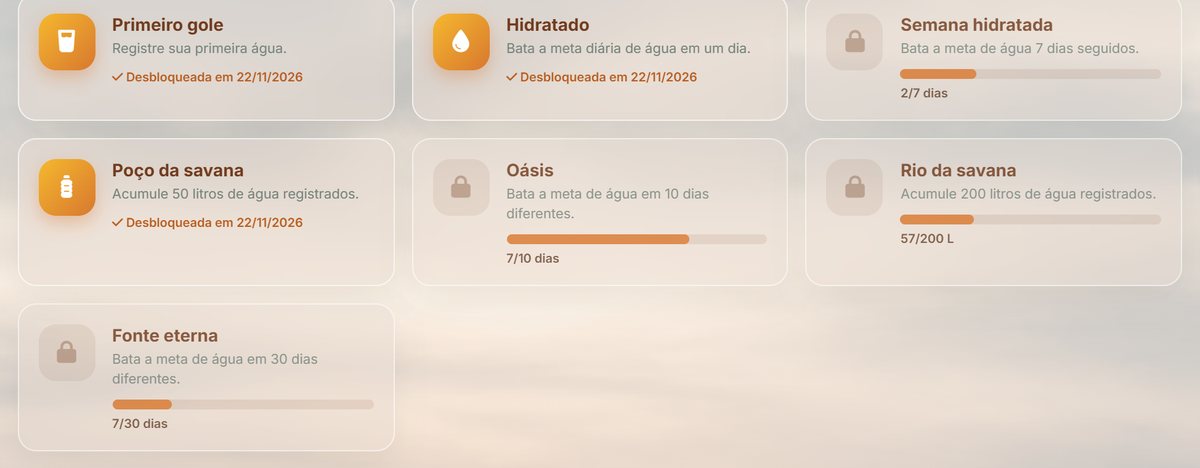 Primeiro gole
Registre sua primeira água.
Desbloqueada em 22/11/2026
Hidratado
Bata a meta diária de água em um dia.
Desbloqueada em 22/11/2026
Semana hidratada
Bata a meta de água 7 dias seguidos.
2/7 dias
Poço da savana
Acumule 50 litros de água registrados.
Desbloqueada em 22/11/2026
Oásis
Bata a meta de água em 10 dias
diferentes.
7/10 dias
Rio da savana
Acumule 200 litros de água registrados.
57/200 L
Fonte eterna
Bata a meta de água em 30 dias
diferentes.
7/30 dias